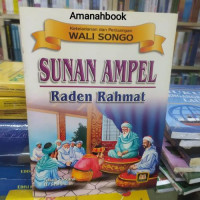 Amanahbook
Keteladanan dan Perjuangan
WALI SONGO
SUNAN AMPEL
Raden Rahmat